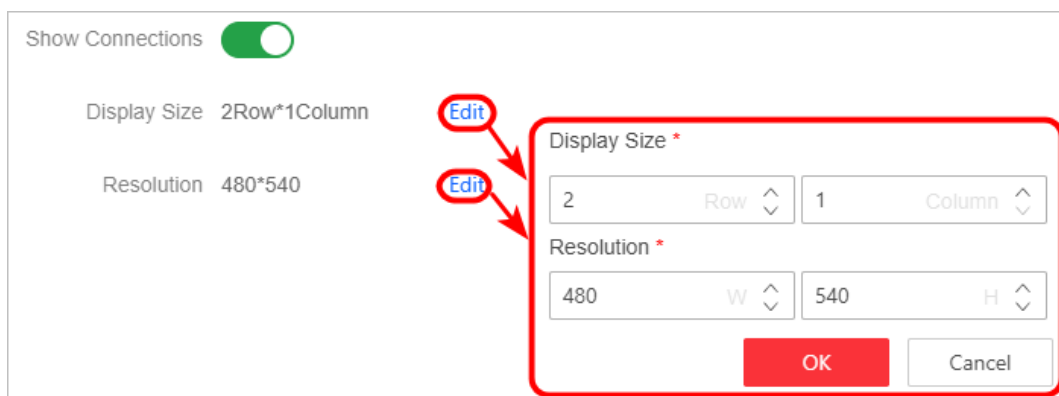 Show Connections
Display Size 2Row*1Column Edit
Resolution 480*540 Edit
Display Size *
2 Row 1 Column
Resolution *
480 W 540 H
OK Cancel